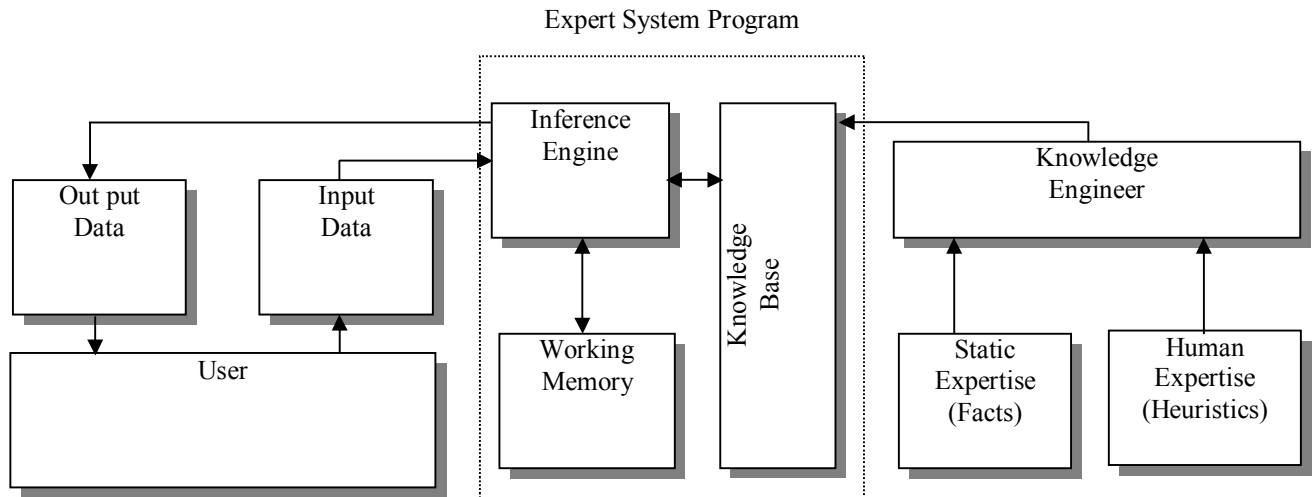 Expert System Program
Inference
Engine
Knowledge
Base
Knowledge
Engineer
Out put
Data
Input
Data
User
Working
Memory
Static
Expertise
(Facts)
Human
Expertise
(Heuristics)